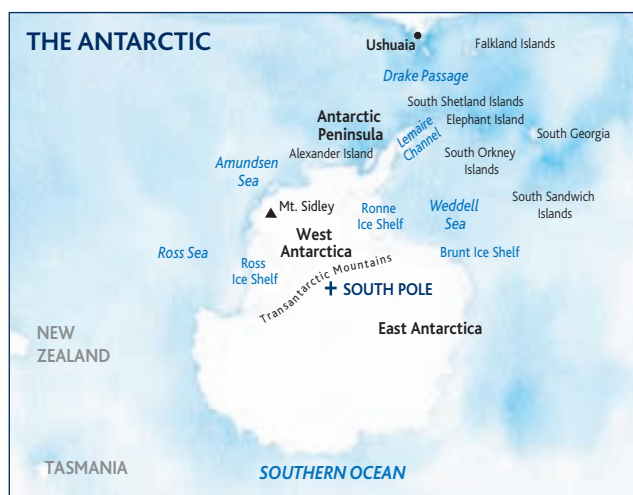 THE ANTARCTIC
Ushuaia
Falkland Islands
Drake Passage
South Shetland Islands
Antarctic
Peninsula
Elephant Island
Lemaire
Channel
South Georgia
Alexander Island
South Orkney
Islands
Amundsen
Sea
South Sandwich
Islands
Mt. Sidley
Ronne
Ice Shelf
Weddell
Sea
West
Antarctica
Ross Sea
Ross
Ice Shelf
Brunt Ice Shelf
Transantarctic Mountains
SOUTH POLE
East Antarctica
NEW
ZEALAND
TASMANIA
SOUTHERN OCEAN